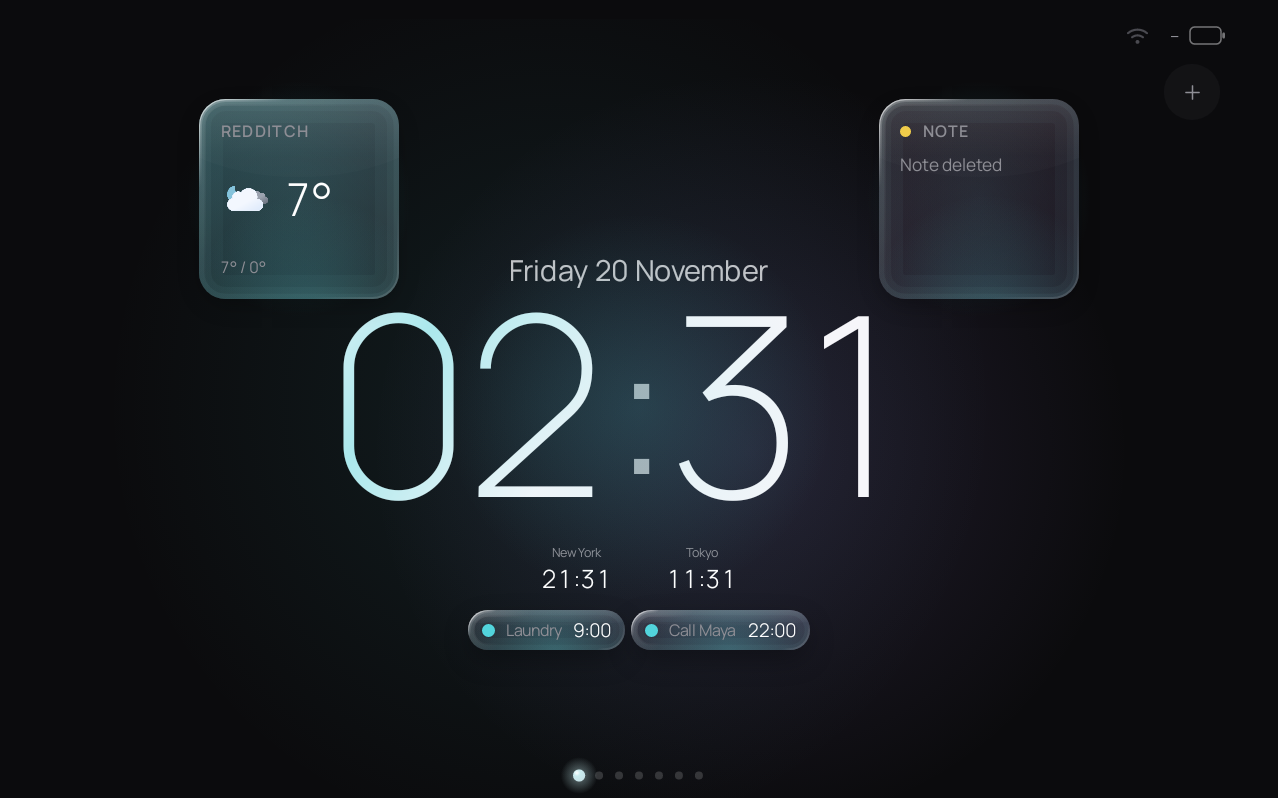 –
+
REDDITCH
7°
7° / 0°
NOTE
Note deleted
Friday 20 November
02:31
New York
21:31
Tokyo
11:31
Laundry 9:00
Call Maya 22:00